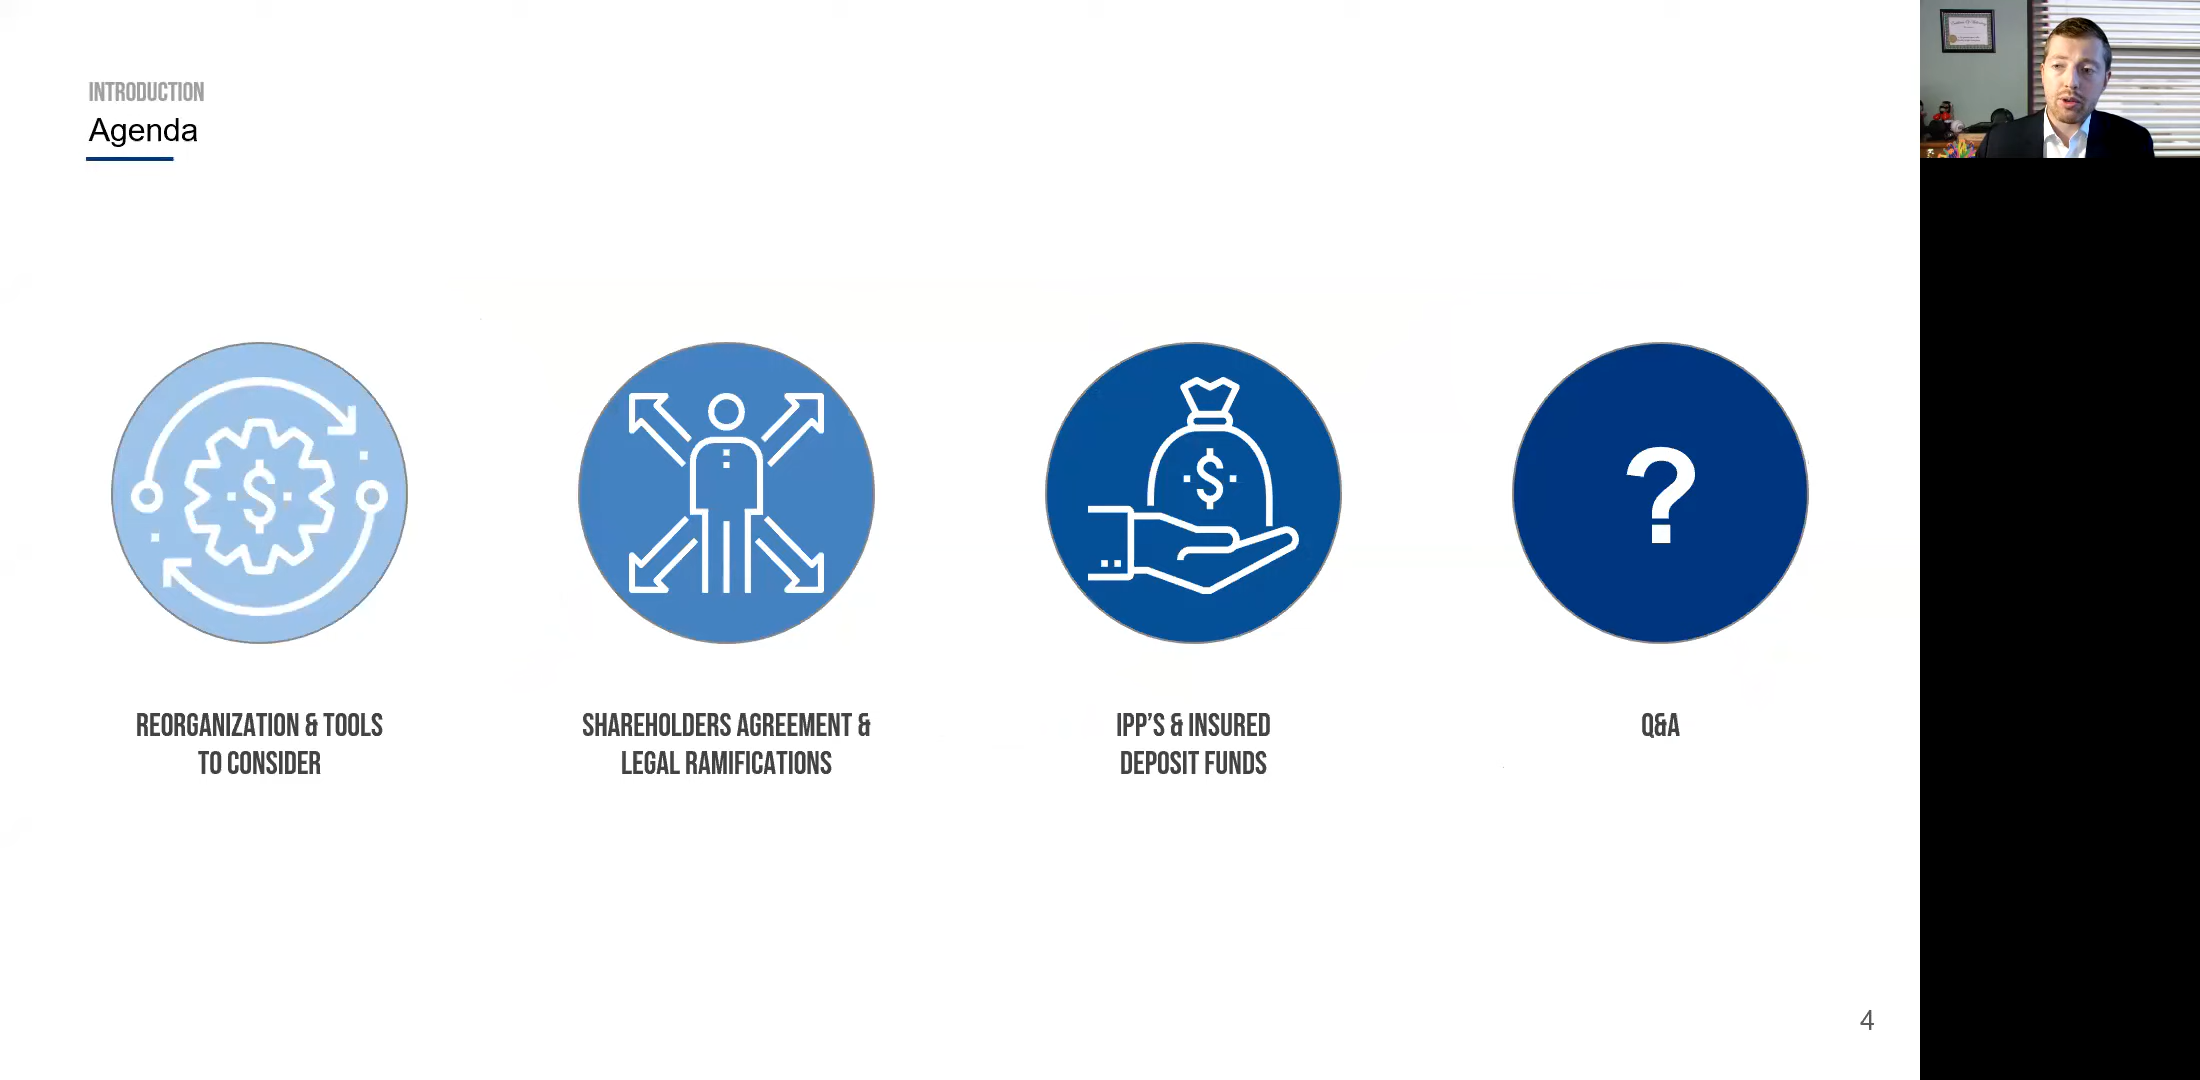 INTRODUCTION
Agenda
REORGANIZATION & TOOLS
TO CONSIDER
SHAREHOLDERS AGREEMENT &
LEGAL RAMIFICATIONS
IPP'S & INSURED
DEPOSIT FUNDS
?
Q&A
4